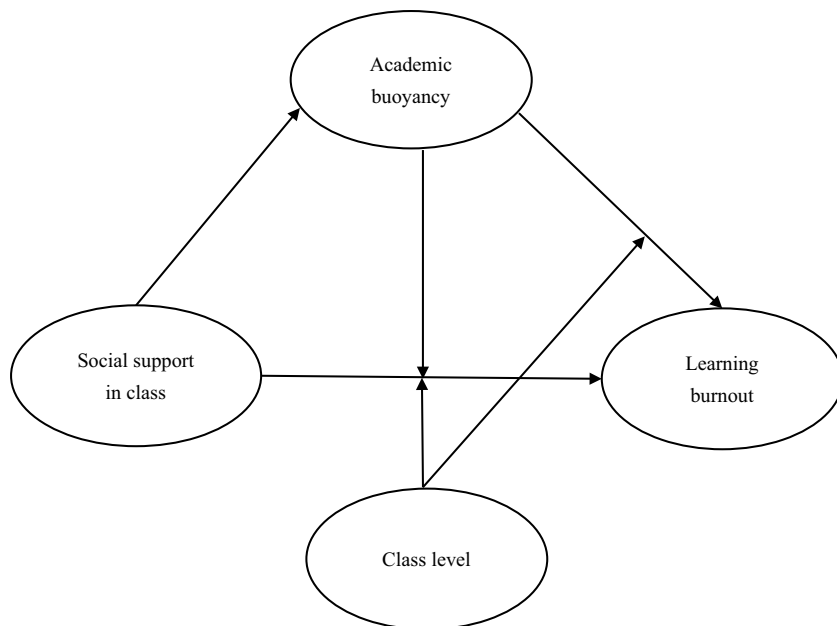 Academic
buoyancy
Social support
in class
Learning
burnout
Class level